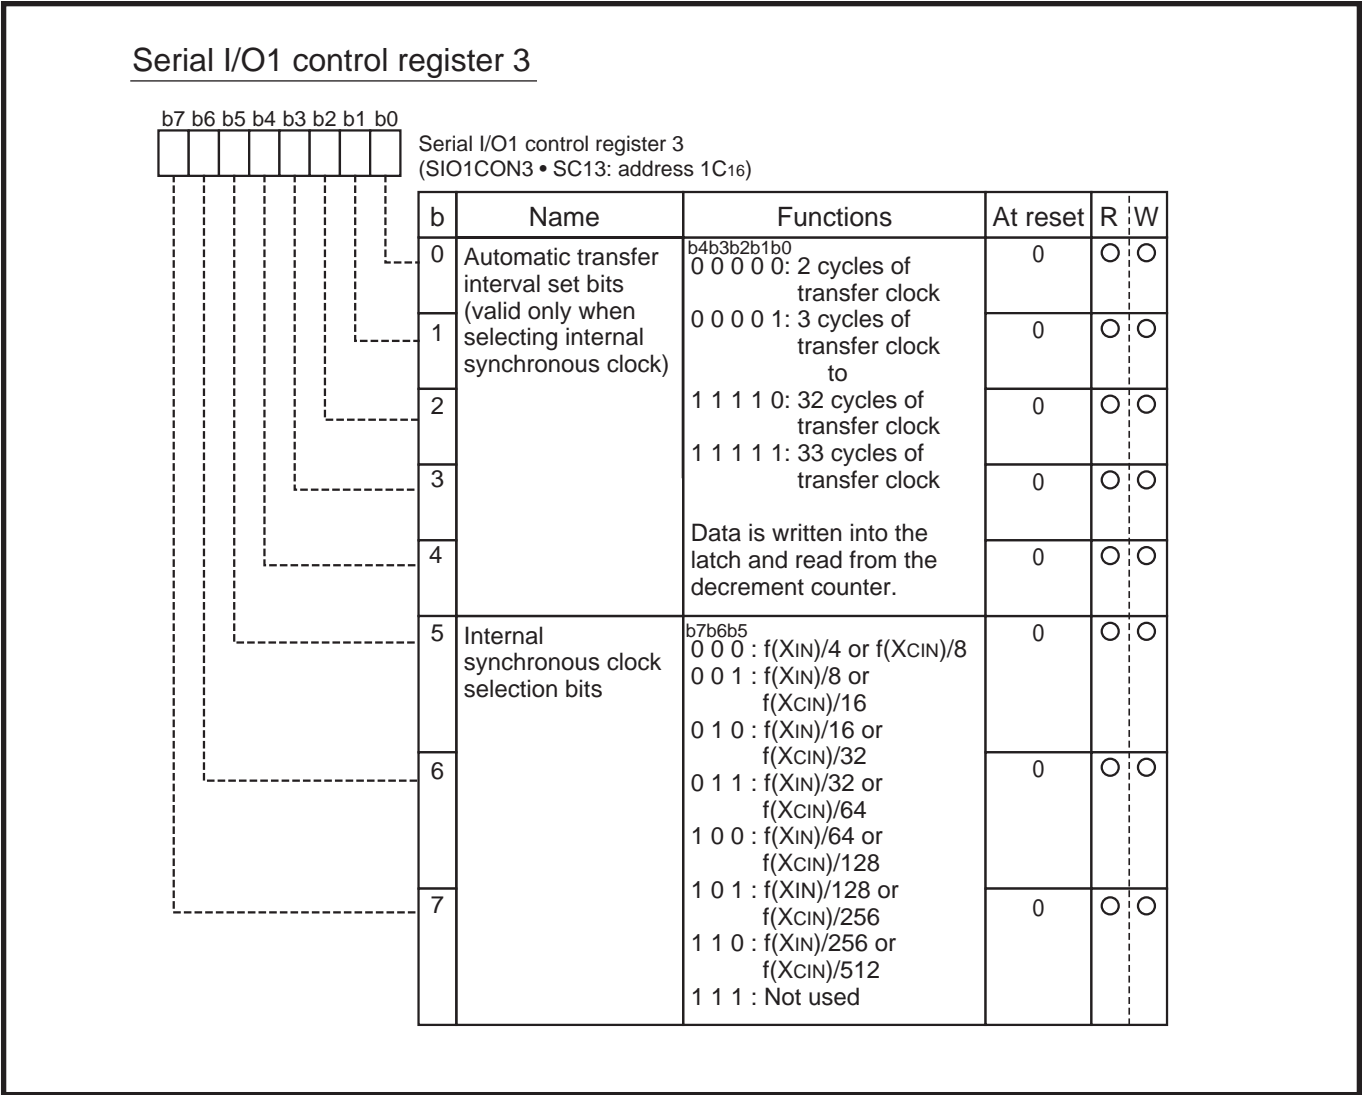 Serial I/O1 control register 3
b7 b6 b5 b4 b3 b2 b1 b0
Serial I/O1 control register 3
(SIO1CON3 • SC13: address 1C16)
b Name Functions At reset R W
0 Automatic transfer
interval set bits
(valid only when
selecting internal
synchronous clock)
b4b3b2b1b0
0 0 0 0 0: 2 cycles of
transfer clock
0 0 0 0 1: 3 cycles of
transfer clock
to
1 1 1 1 0: 32 cycles of
transfer clock
1 1 1 1 1: 33 cycles of
transfer clock
Data is written into the
latch and read from the
decrement counter.
0 ○ ○
1 0 ○ ○
2 0 ○ ○
3 0 ○ ○
4 0 ○ ○
5 Internal
synchronous clock
selection bits
b7b6b5
0 0 0 : f(XIN)/4 or f(XCIN)/8
0 0 1 : f(XIN)/8 or
f(XCIN)/16
0 1 0 : f(XIN)/16 or
f(XCIN)/32
0 1 1 : f(XIN)/32 or
f(XCIN)/64
1 0 0 : f(XIN)/64 or
f(XCIN)/128
1 0 1 : f(XIN)/128 or
f(XCIN)/256
1 1 0 : f(XIN)/256 or
f(XCIN)/512
1 1 1 : Not used
0 ○ ○
6 0 ○ ○
7 0 ○ ○